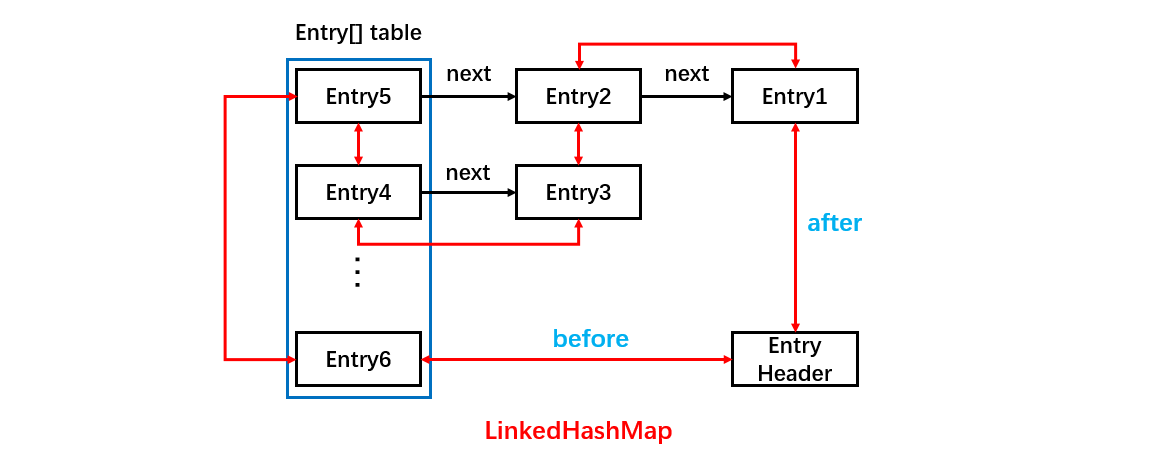 Entry[] table
Entry5
next
Entry2
next
Entry1
Entry4
next
Entry3
after
Entry6
before
Entry
Header
LinkedHashMap